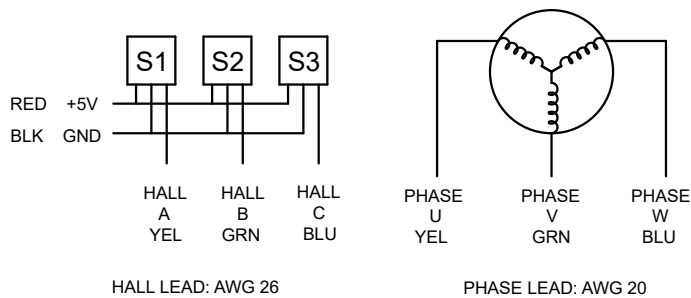 S1 S2 S3
RED +5V
BLK GND
HALL A YEL
HALL B GRN
HALL C BLU
PHASE U YEL
PHASE V GRN
PHASE W BLU
HALL LEAD: AWG 26
PHASE LEAD: AWG 20